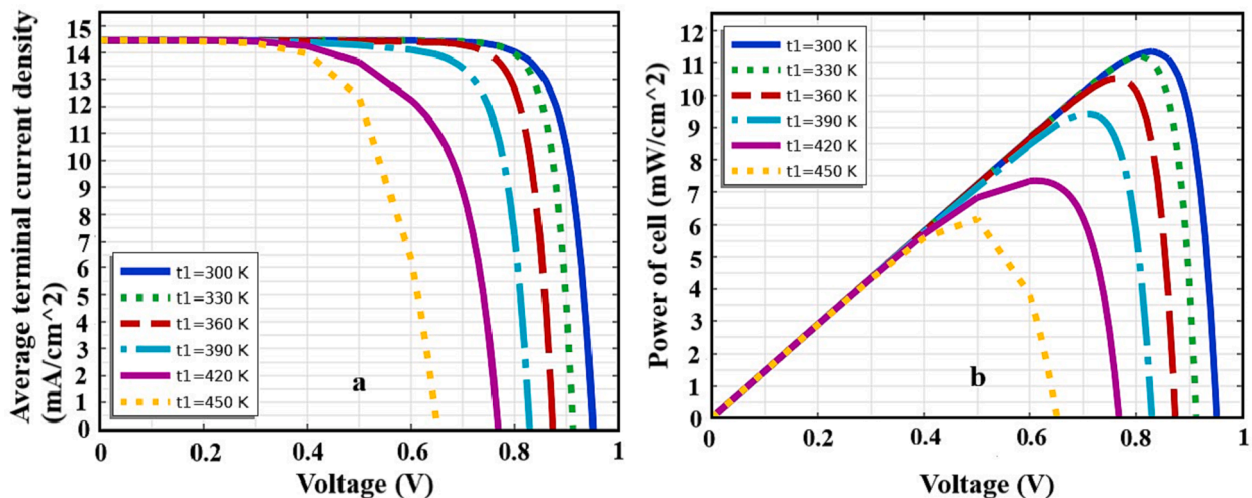 Average terminal current density
(mA/cm^2)
15
14
13
12
11
10
9
8
7
6
5
4
3
2
1
0
t1=300 K
t1=330 K
t1=360 K
t1=390 K
t1=420 K
t1=450 K
a
0
0.2
0.4
0.6
0.8
1
Voltage (V)
Power of cell (mW/cm^2)
12
11
10
9
8
7
6
5
4
3
2
1
0
t1=300 K
t1=330 K
t1=360 K
t1=390 K
t1=420 K
t1=450 K
b
0
0.2
0.4
0.6
0.8
1
Voltage (V)